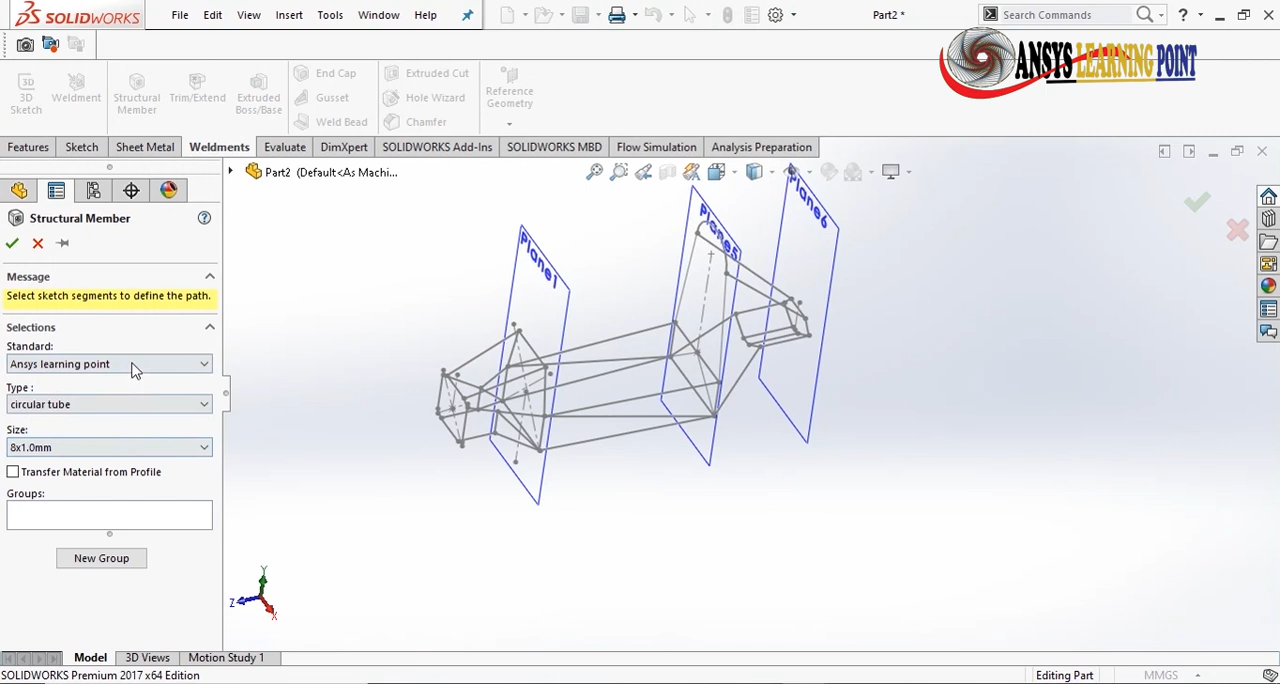 SOLIDWORKS
File Edit View Insert Tools Window Help
Part2 *
Search Commands
?
ANSYS LEARNING POINT
3D Sketch
Weldment
Structural Member
Trim/Extend
Extruded Boss/Base
End Cap
Gusset
Weld Bead
Extruded Cut
Hole Wizard
Chamfer
Reference Geometry
Features Sketch Sheet Metal Weldments Evaluate DimXpert SOLIDWORKS Add-Ins SOLIDWORKS MBD Flow Simulation Analysis Preparation
Part2 (Default<As Machi...
Structural Member
?
Message
Select sketch segments to define the path.
Selections
Standard:
Ansys learning point
Type :
circular tube
Size:
8x1.0mm
Transfer Material from Profile
Groups:
New Group
Plane1
Plane5
Plane6
Y
Z
X
Model 3D Views Motion Study 1
SOLIDWORKS Premium 2017 x64 Edition
Editing Part
MMGS